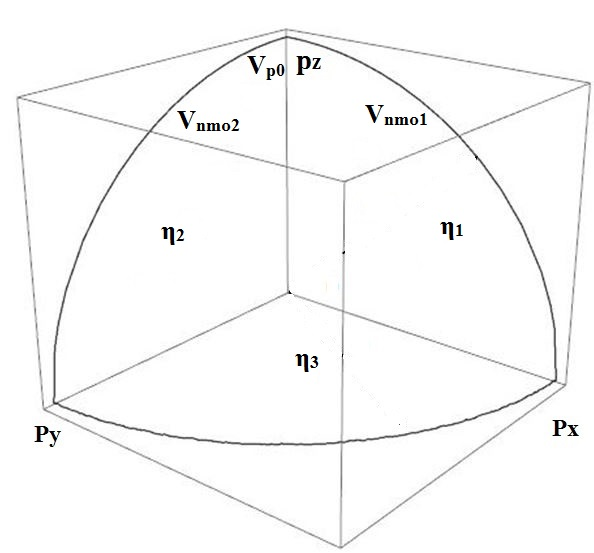 Vp0 pz
Vnmo2
Vnmo1
η2
η1
η3
Py
Px